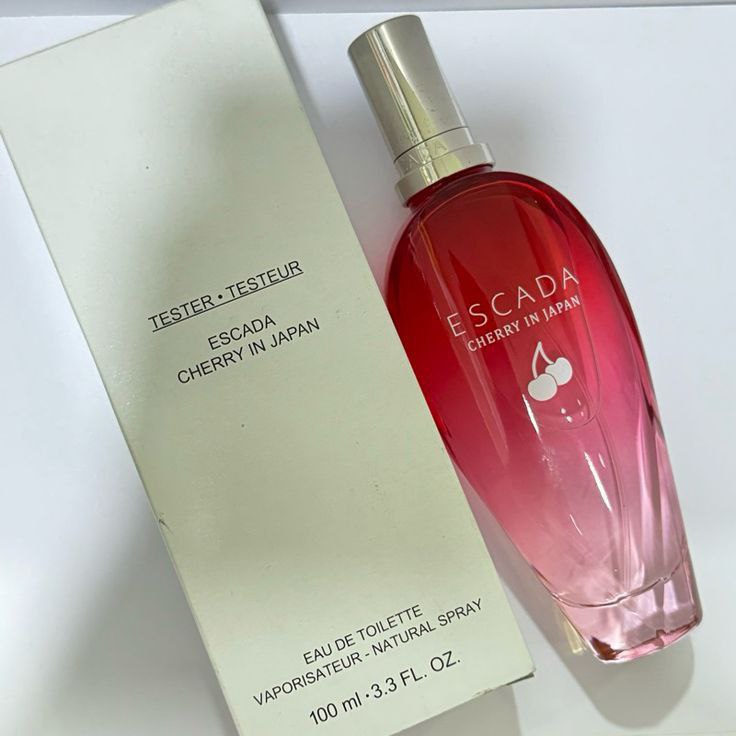 TESTER • TESTEUR
ESCADA
CHERRY IN JAPAN
EAU DE TOILETTE
VAPORISATEUR - NATURAL SPRAY
100 ml • 3.3 FL. OZ.
ESCADA
ESCADA
CHERRY IN JAPAN